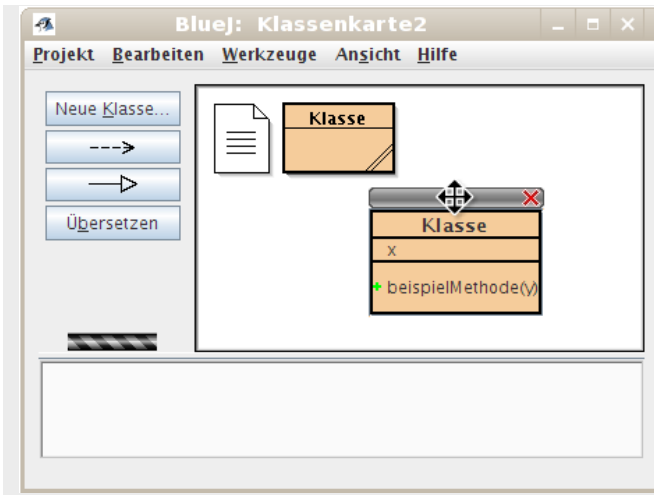 BlueJ: Klassenkarte2
Projekt Bearbeiten Werkzeuge Ansicht Hilfe
Neue Klasse...
Übersetzen
Klasse
Klasse
x
+ beispielMethode(y)